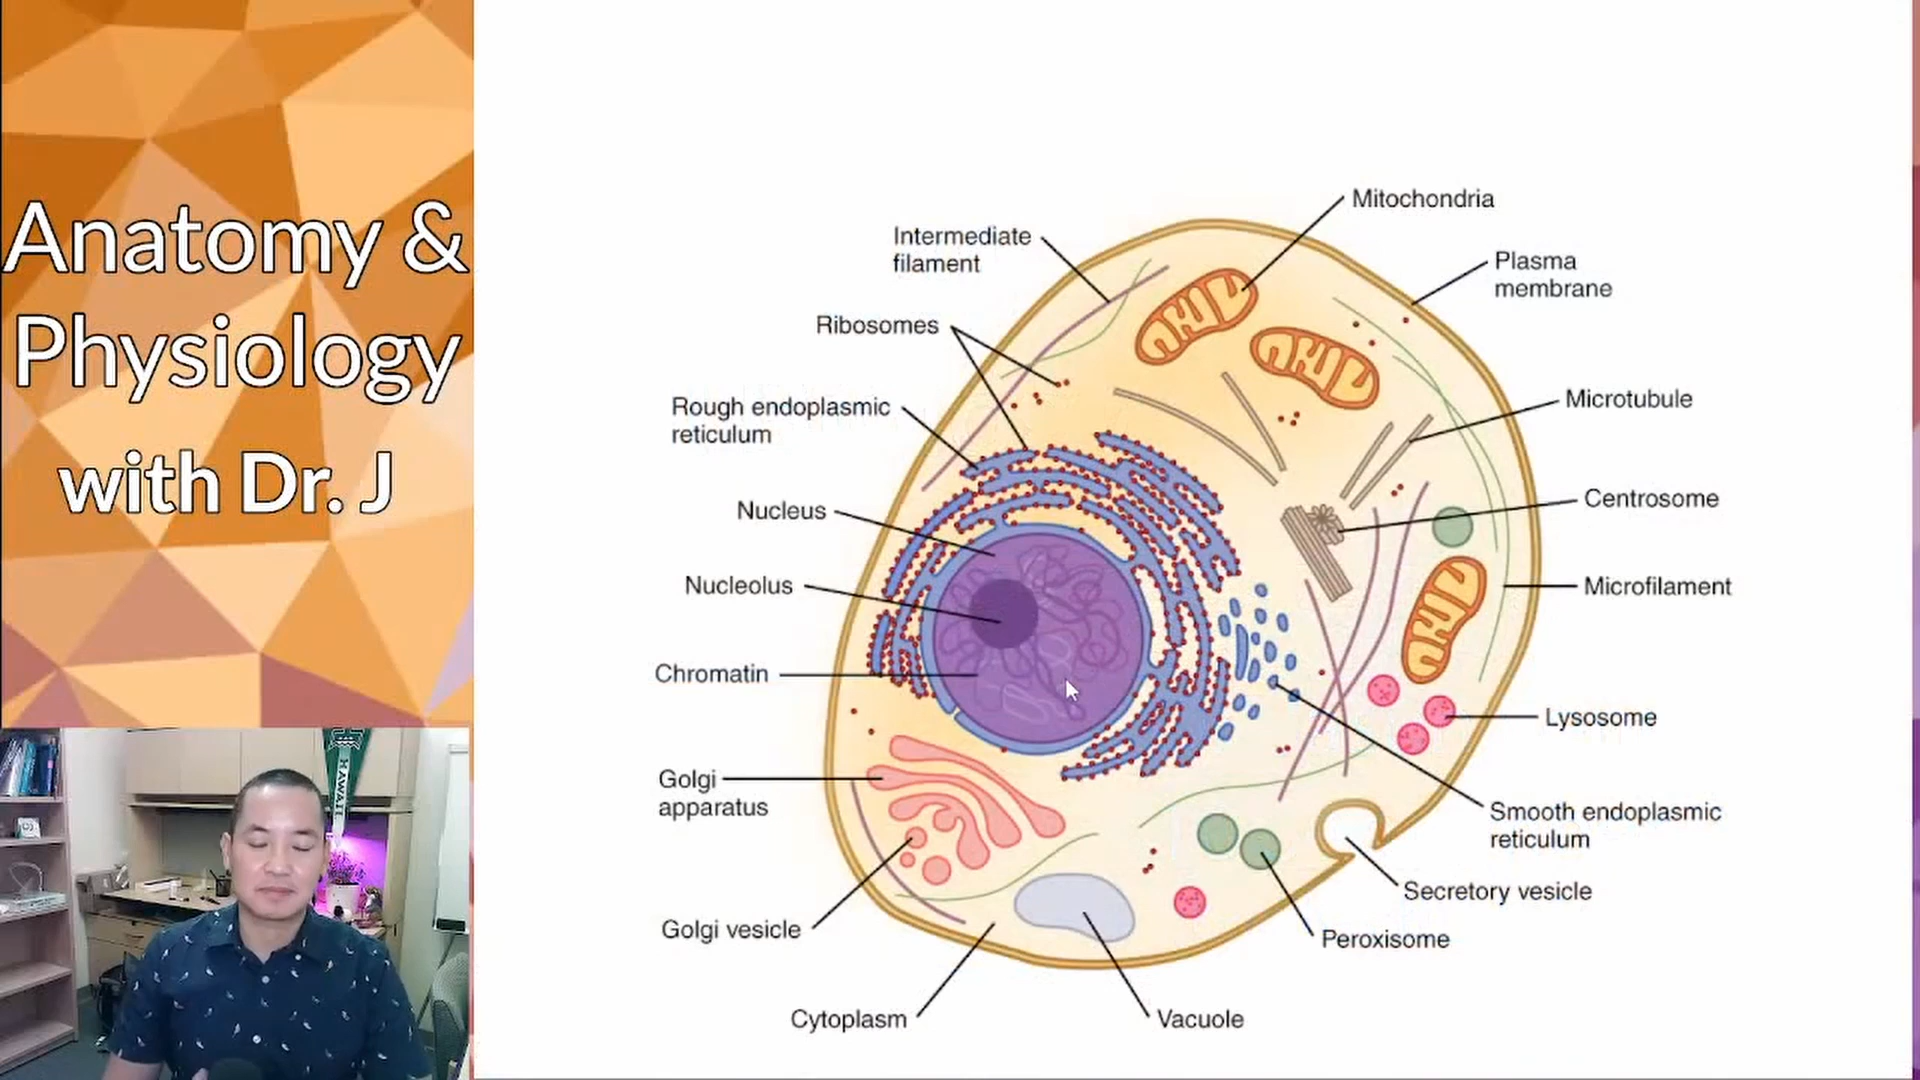 Anatomy &
Physiology
with Dr. J
HAWAI'I
Mitochondria
Intermediate
filament
Plasma
membrane
Ribosomes
Rough endoplasmic
reticulum
Microtubule
Nucleus
Centrosome
Nucleolus
Microfilament
Chromatin
Lysosome
Golgi
apparatus
Smooth endoplasmic
reticulum
Secretory vesicle
Golgi vesicle
Peroxisome
Cytoplasm
Vacuole